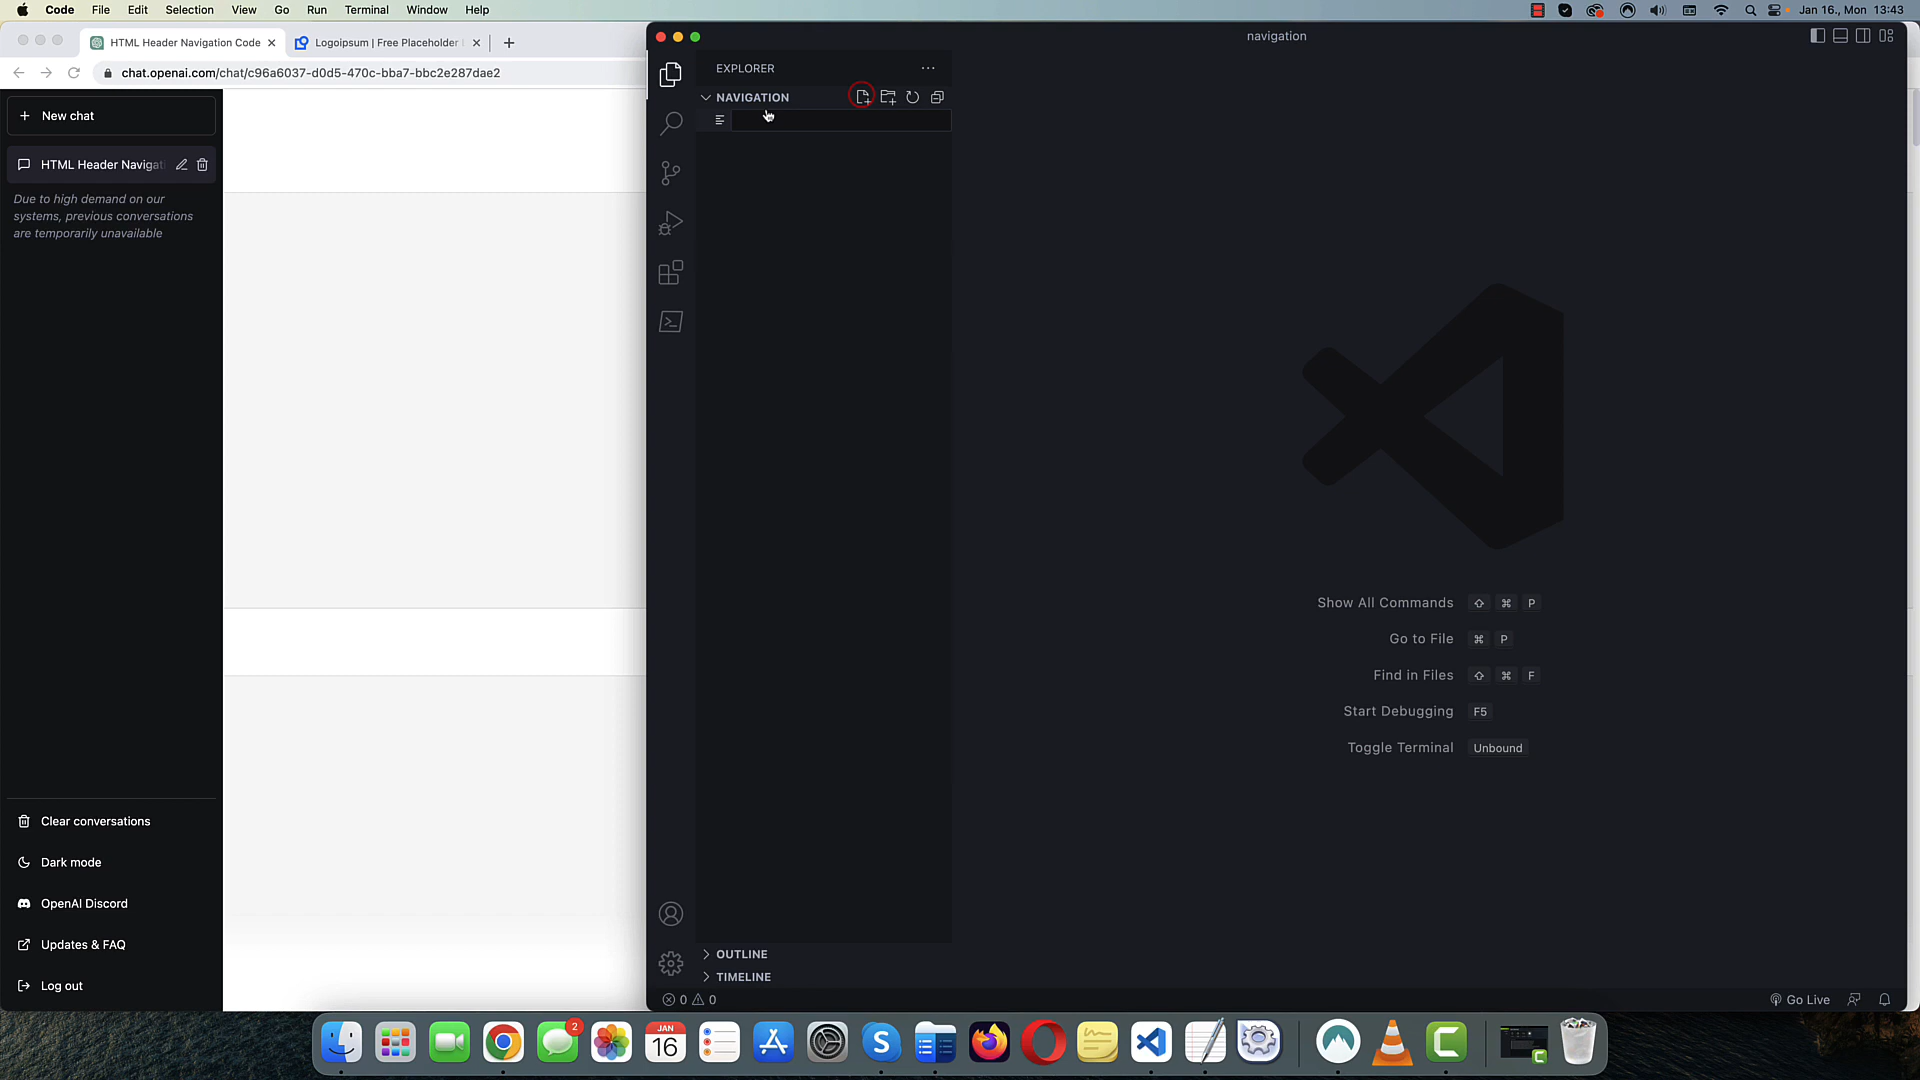 Code File Edit Selection View Go Run Terminal Window Help
Jan 16., Mon 13:43
HTML Header Navigation Code
Logoipsum | Free Placeholder
chat.openai.com/chat/c96a6037-d0d5-470c-bba7-bbc2e287dae2
New chat
HTML Header Navigati
Due to high demand on our
systems, previous conversations
are temporarily unavailable
Clear conversations
Dark mode
OpenAI Discord
Updates & FAQ
Log out
navigation
EXPLORER
NAVIGATION
OUTLINE
TIMELINE
0 0
Show All Commands ⇧ ⌘ P
Go to File ⌘ P
Find in Files ⇧ ⌘ F
Start Debugging F5
Toggle Terminal Unbound
Go Live
2
JAN
16